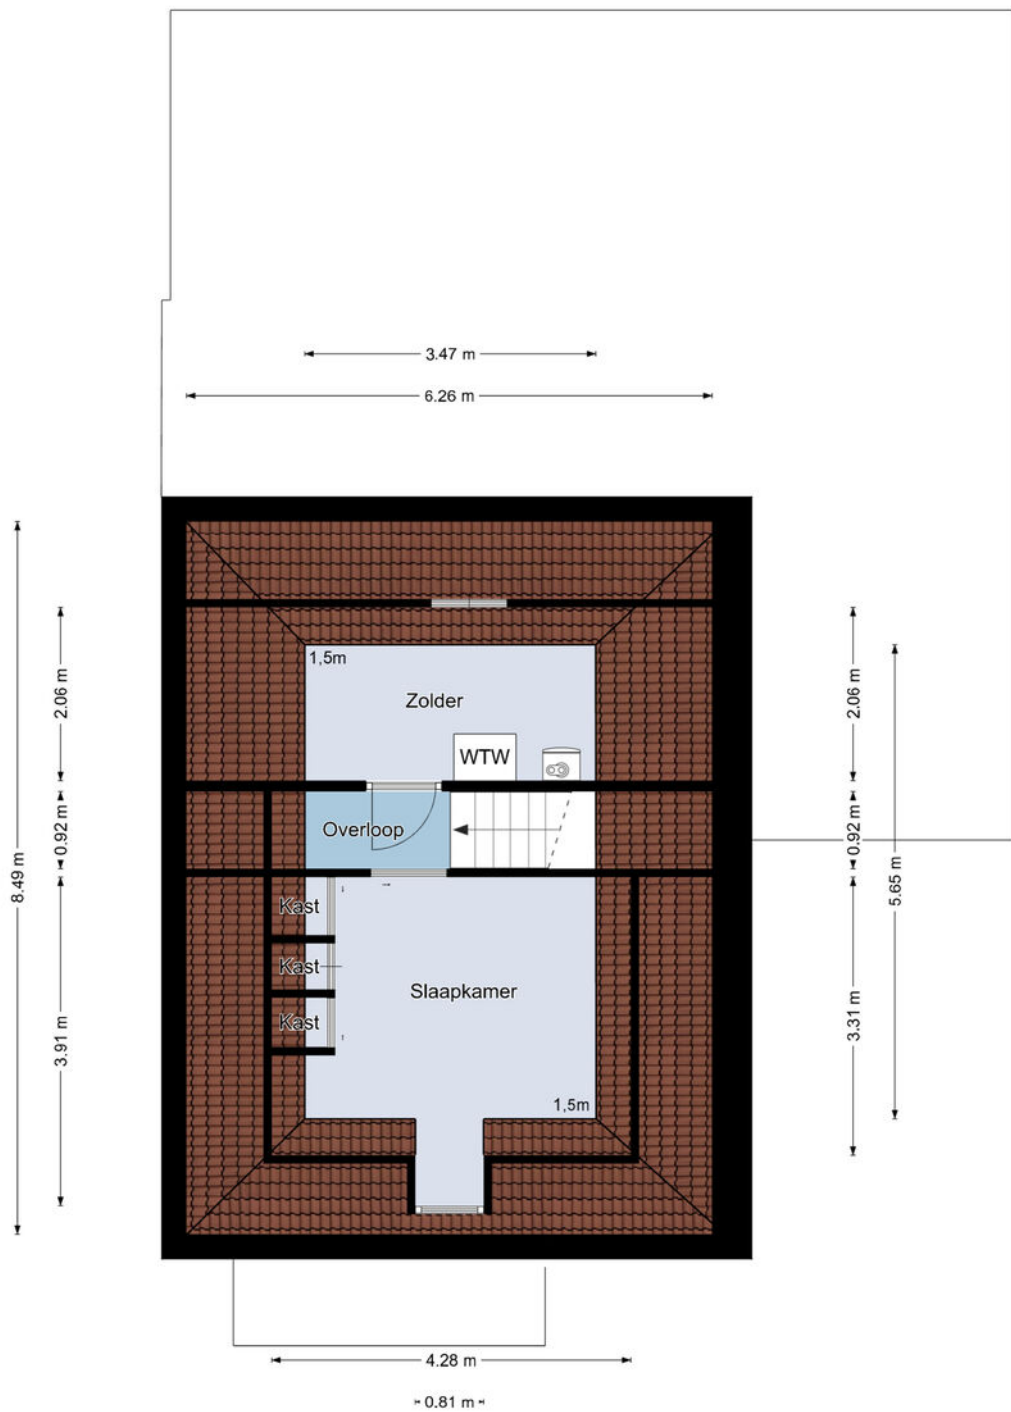 3.47 m
6.26 m
1,5m
Zolder
WTW
2.06 m
2.06 m
Overloop
0.92 m
0.92 m
8.49 m
5.65 m
Kast
Kast
Kast
Slaapkamer
3.91 m
3.31 m
1,5m
4.28 m
0.81 m